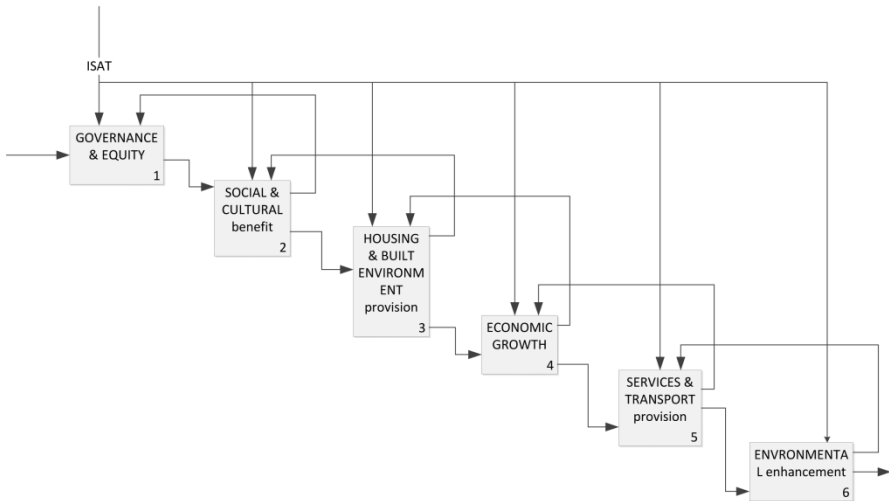 ISAT
GOVERNANCE
& EQUITY
1
SOCIAL &
CULTURAL
benefit
2
HOUSING
& BUILT
ENVIRONM
ENT
provision
3
ECONOMIC
GROWTH
4
SERVICES &
TRANSPORT
provision
5
ENVRONMENTA
L enhancement
6